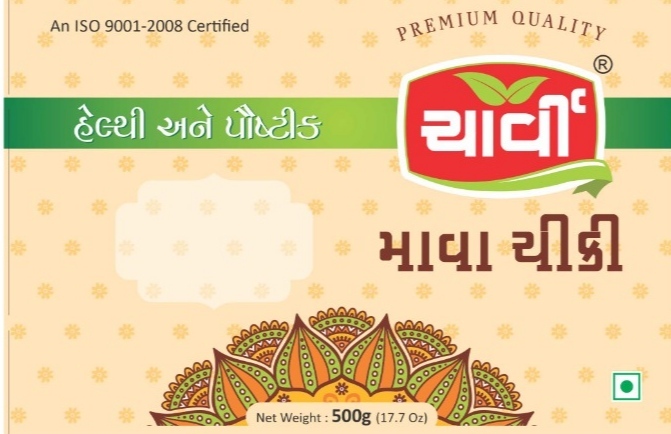 An ISO 9001-2008 Certified
PREMIUM QUALITY
®
હેલ્થી અને પૌષ્ટીક
ચાર્વી
માવા ચીક્કી
Net Weight : 500g (17.7 Oz)